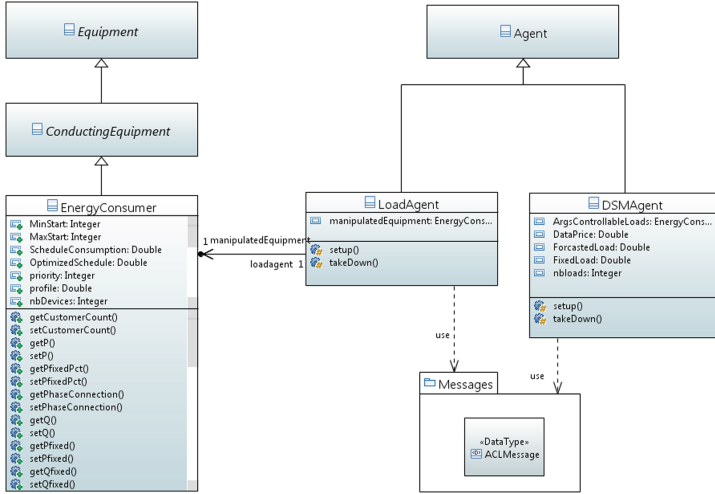 Equipment
Agent
ConductingEquipment
EnergyConsumer
MinStart: Integer
MaxStart: Integer
ScheduleConsumption: Double
OptimizedSchedule: Double
priority: Integer
profile: Double
nbDevices: Integer
getCustomerCount()
setCustomerCount()
getP()
setP()
getPfixedPct()
setPfixedPct()
getPhaseConnection()
setPhaseConnection()
getQ()
setQ()
getPfixed()
setPfixed()
getQfixed()
setQfixed()
1 manipulatedEquipment
loadagent 1
LoadAgent
manipulatedEquipment: EnergyCons...
setup()
takeDown()
DSMAgent
ArgsControllableLoads: EnergyCons...
DataPrice: Double
ForcastedLoad: Double
FixedLoad: Double
nbloads: Integer
setup()
takeDown()
use
use
Messages
«DataType»
ACLMessage